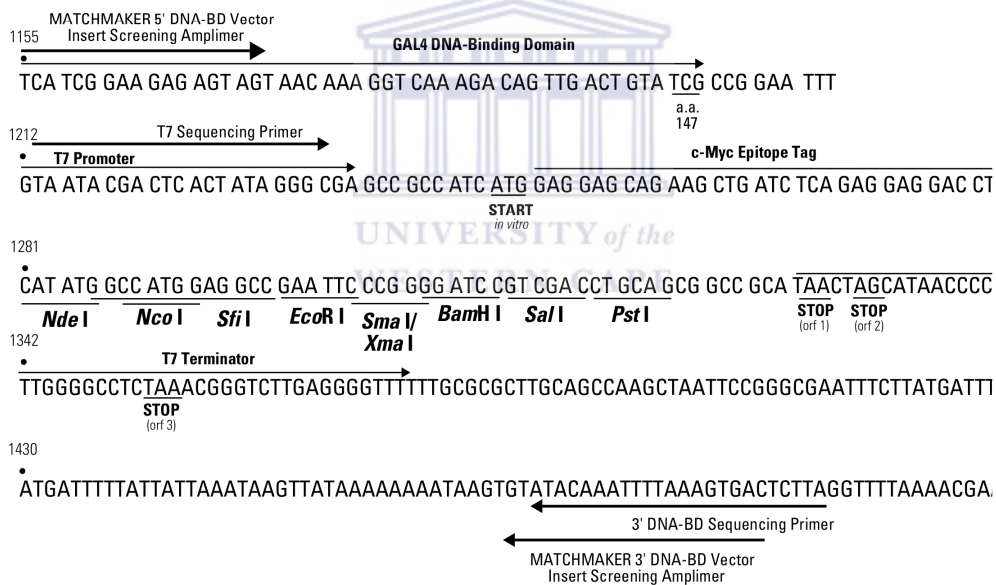 MATCHMAKER 5' DNA-BD Vector
Insert Screening Amplimer
1155
GAL4 DNA-Binding Domain
TCA TCG GAA GAG AGT AGT AAC AAA GGT CAA AGA CAG TTG ACT GTA TCG CCG GAA TTT
a.a.
147
1212
T7 Sequencing Primer
T7 Promoter
c-Myc Epitope Tag
GTA ATA CGA CTC ACT ATA GGG CGA GCC GCC ATC ATG GAG GAG CAG AAG CTG ATC TCA GAG GAG GAC CT
START
in vitro
UNIVERSITY of the
WESTERN CAPE
1281
CAT ATG GCC ATG GAG GCC GAA TTC CCG GGG ATC CGT CGA CCT GCA GCG GCC GCA TAACTAGCATAACCCC
Nde I
Nco I
Sfi I
EcoR I
Sma I/
Xma I
BamH I
Sal I
Pst I
STOP
(orf 1)
STOP
(orf 2)
1342
T7 Terminator
TTGGGGCCTCTAAACGGGTCTTGAGGGGTTTTTTGCGCGCTTGCAGCCAAGCTAATTCCGGGCGAATTTCTTATGATTT
STOP
(orf 3)
1430
ATGATTTTTATTATTAAATAAGTTATAAAAAAAATAAGTGTATACAAATTTTAAAGTGACTCTTAGGTTTTAAAACGA
3' DNA-BD Sequencing Primer
MATCHMAKER 3' DNA-BD Vector
Insert Screening Amplimer